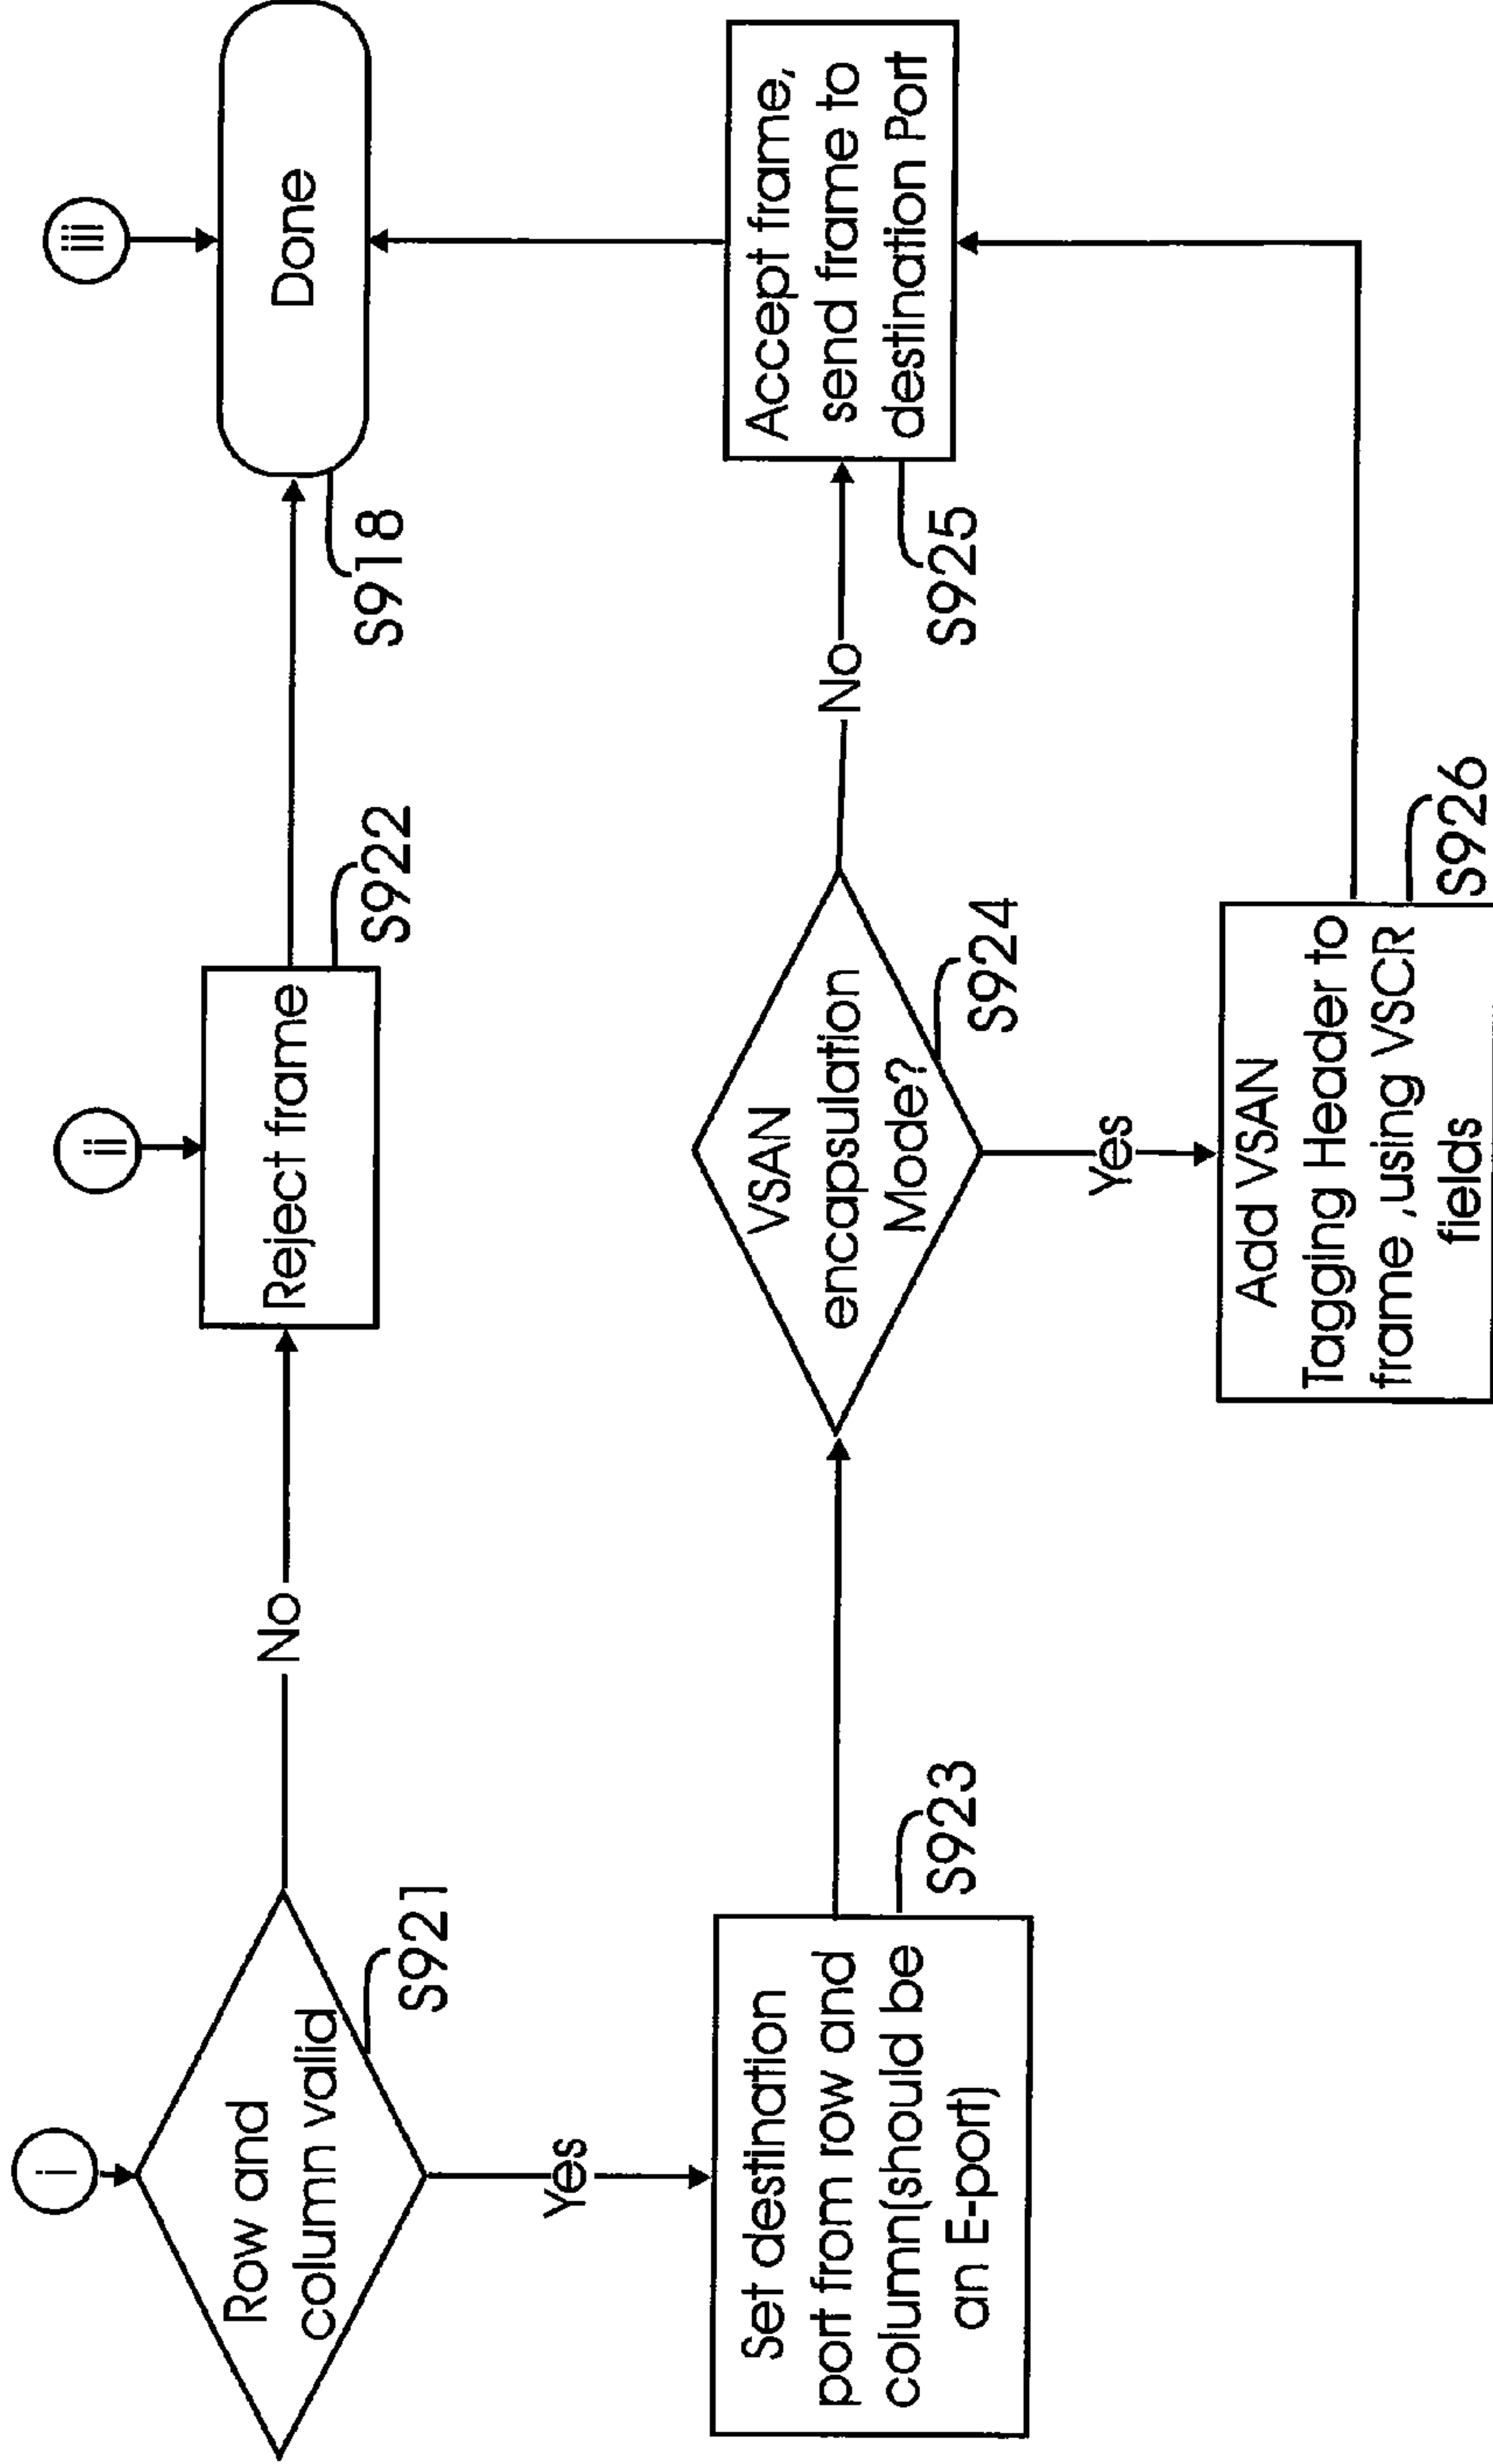 i
Row and
column valid
S921
No
ii
Reject frame
S922
iii
Done
S918
Yes
Set destination
port from row and
column(should be
an E-port)
S923
VSAN
encapsulation
Mode?
S924
No
Accept frame,
send frame to
destination Port
S925
Yes
Add VSAN
Tagging Header to
frame ,using VSCR
fields
S926